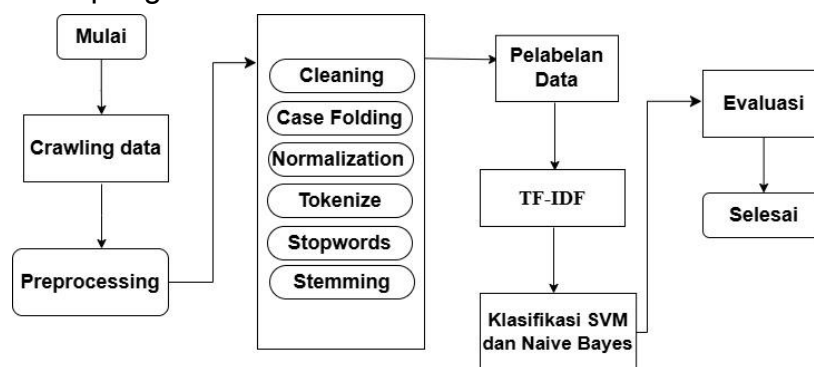 Mulai
Crawling data
Preprocessing
Cleaning
Case Folding
Normalization
Tokenize
Stopwords
Stemming
Pelabelan
Data
TF-IDF
Klasifikasi SVM
dan Naive Bayes
Evaluasi
Selesai